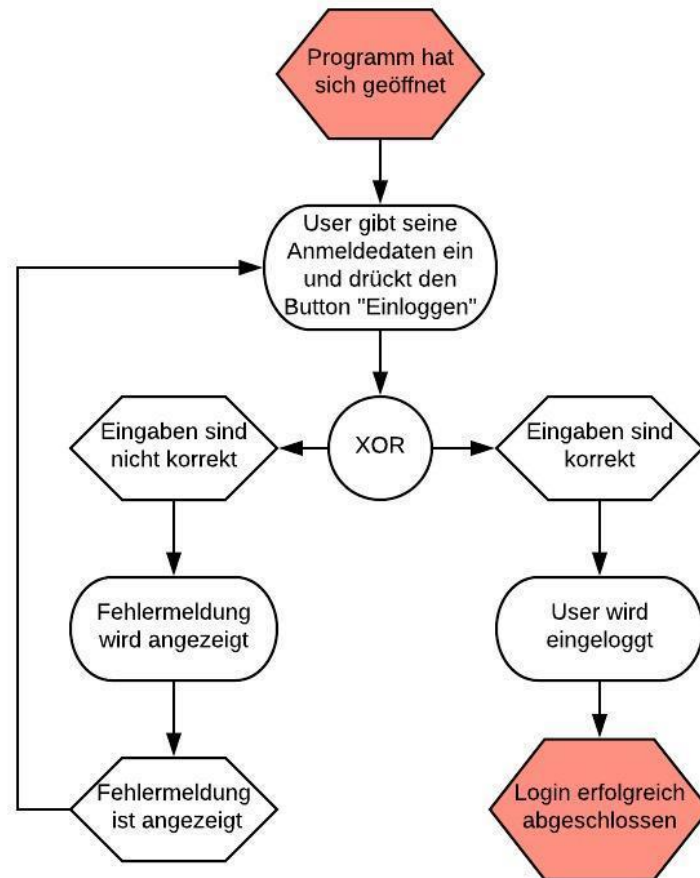 Programm hat
sich geöffnet
User gibt seine
Anmeldedaten ein
und drückt den
Button "Einloggen"
Eingaben sind
nicht korrekt
XOR
Eingaben sind
korrekt
Fehlermeldung
wird angezeigt
User wird
eingeloggt
Fehlermeldung
ist angezeigt
Login erfolgreich
abgeschlossen